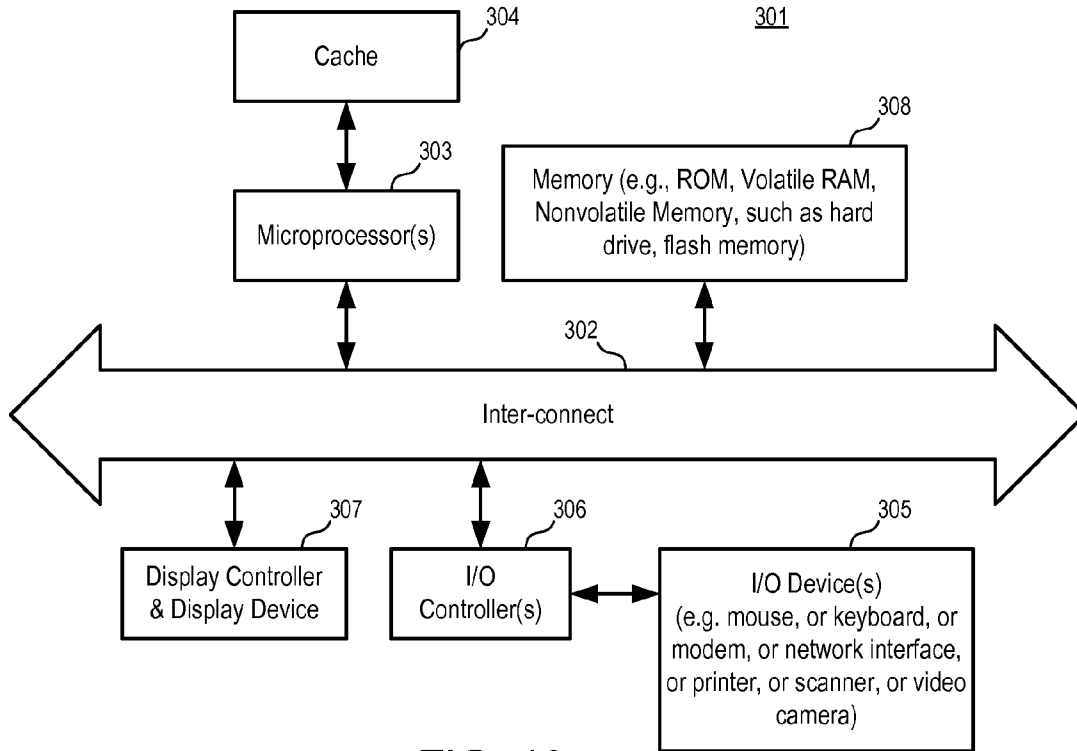 301
304
Cache
303
Microprocessor(s)
308
Memory (e.g., ROM, Volatile RAM,
Nonvolatile Memory, such as hard
drive, flash memory)
302
Inter-connect
307
Display Controller
& Display Device
306
I/O
Controller(s)
305
I/O Device(s)
(e.g. mouse, or keyboard, or
modem, or network interface,
or printer, or scanner, or video
camera)